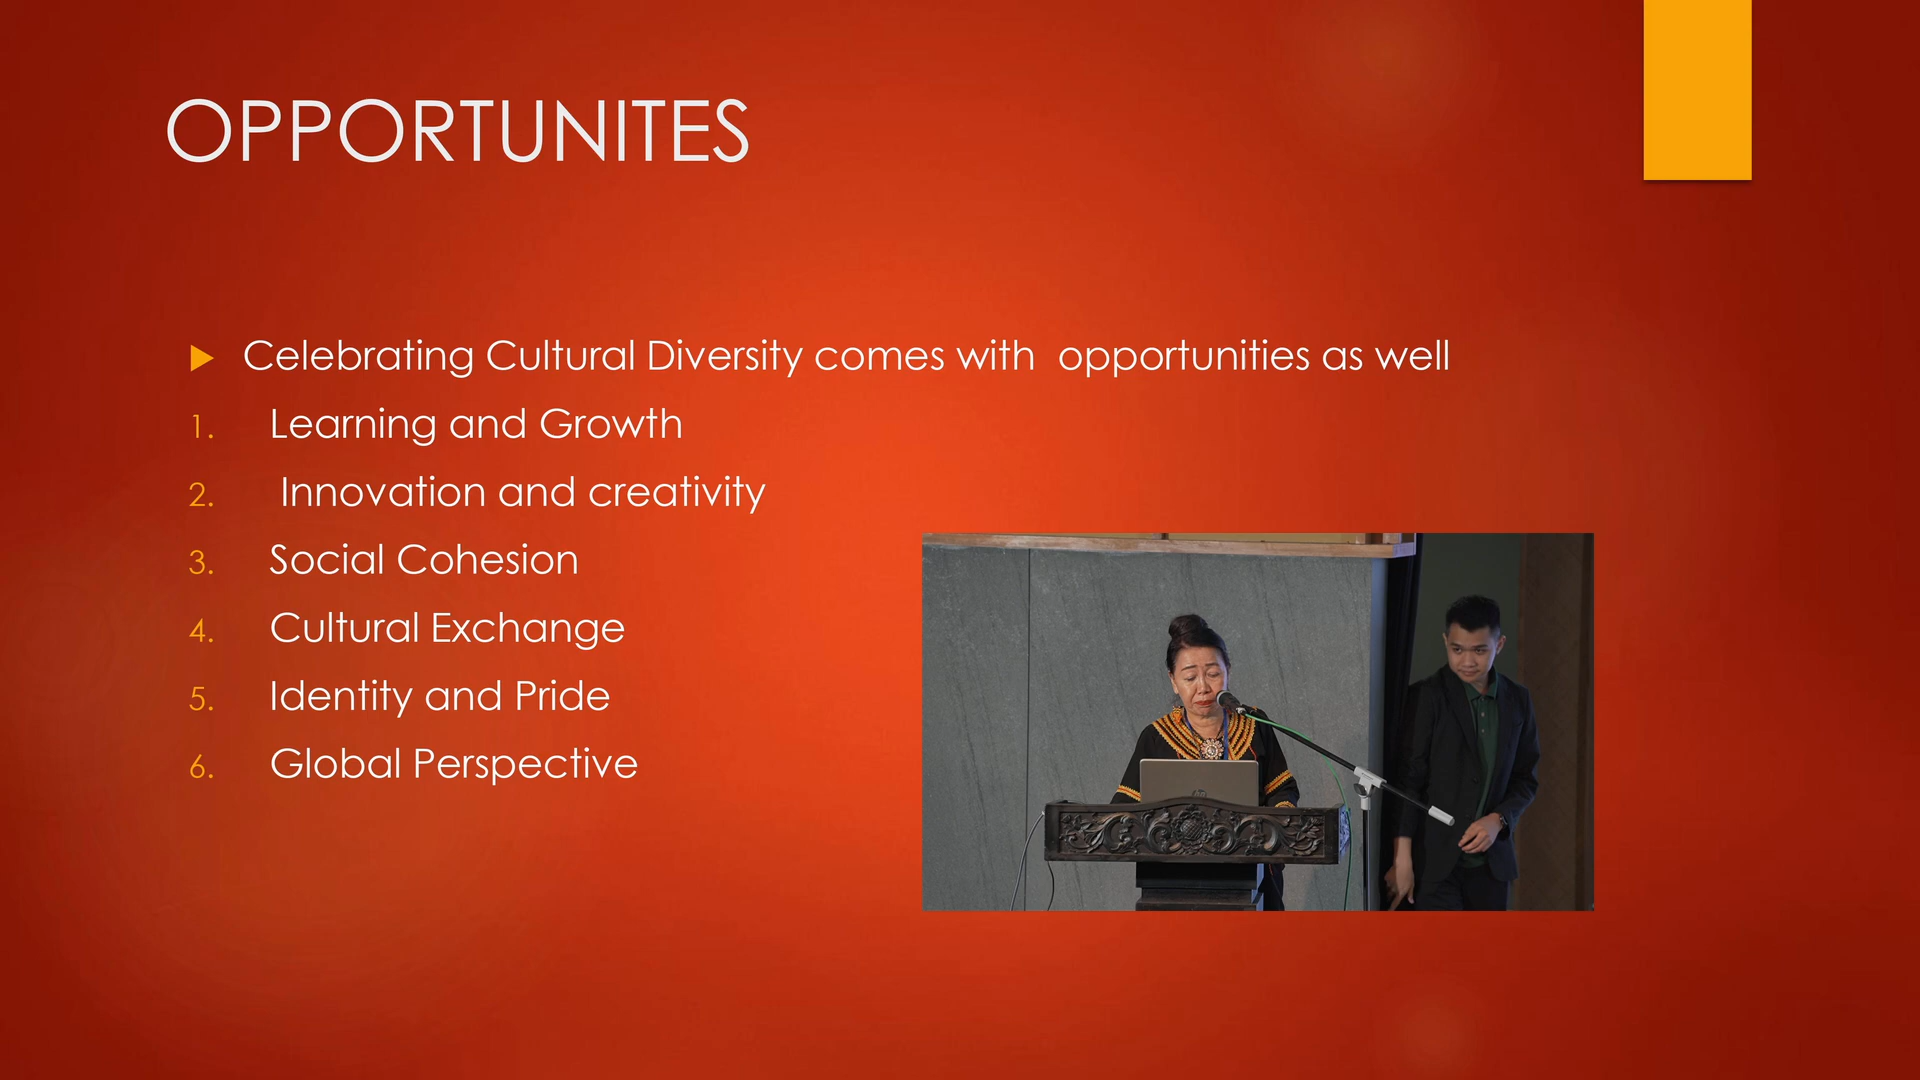 OPPORTUNITES
Celebrating Cultural Diversity comes with  opportunities as well
1. Learning and Growth
2. Innovation and creativity
3. Social Cohesion
4. Cultural Exchange
5. Identity and Pride
6. Global Perspective